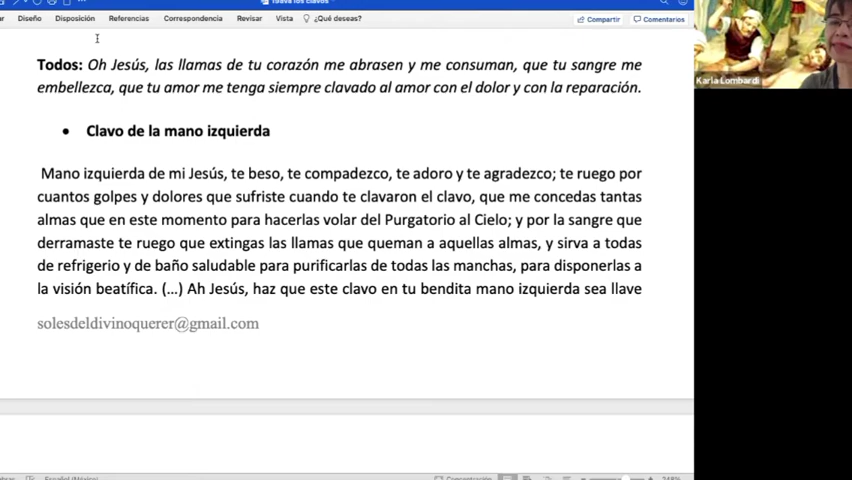 Diseño Disposición Referencias Correspondencia Revisar Vista ¿Qué deseas? Compartir Comentarios
Karla Lombardi
Todos: Oh Jesús, las llamas de tu corazón me abrasen y me consuman, que tu sangre me
embellezca, que tu amor me tenga siempre clavado al amor con el dolor y con la reparación.
• Clavo de la mano izquierda
Mano izquierda de mi Jesús, te beso, te compadezco, te adoro y te agradezco; te ruego por
cuantos golpes y dolores que sufriste cuando te clavaron el clavo, que me concedas tantas
almas que en este momento para hacerlas volar del Purgatorio al Cielo; y por la sangre que
derramaste te ruego que extingas las llamas que queman a aquellas almas, y sirva a todas
de refrigerio y de baño saludable para purificarlas de todas las manchas, para disponerlas a
la visión beatífica. (...) Ah Jesús, haz que este clavo en tu bendita mano izquierda sea llave
solesdeldivinoquerer@gmail.com
Español (México)